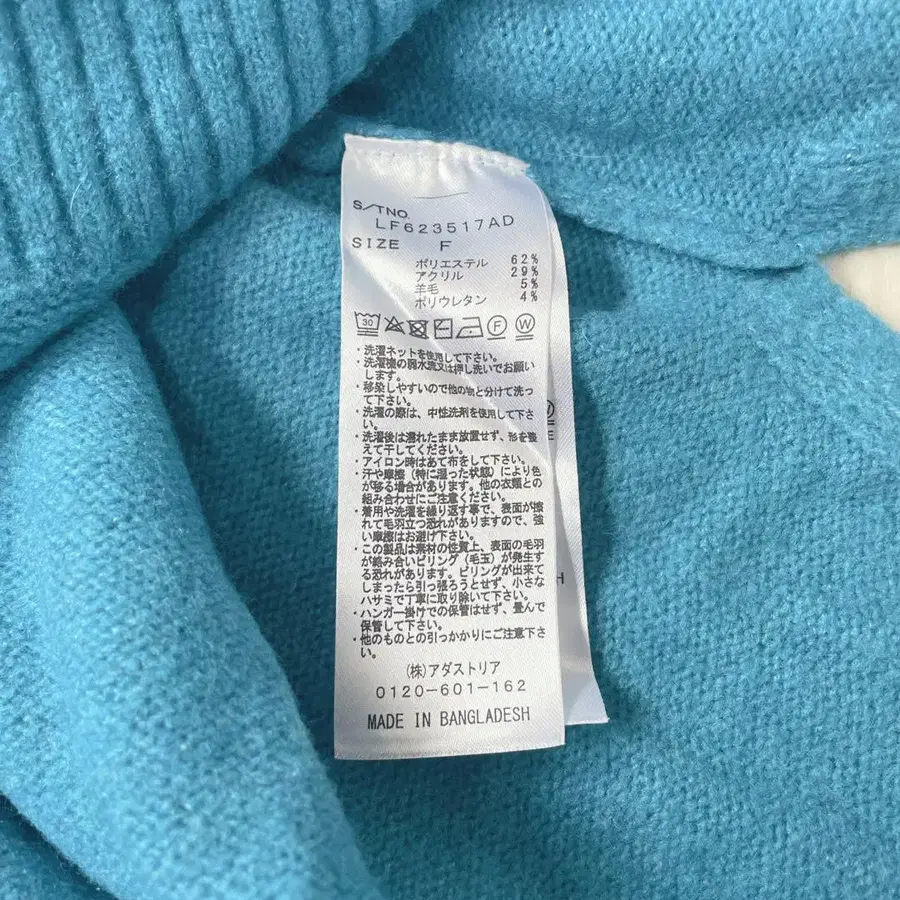 S/TNO.
LF623517AD
SIZE F
ポリエステル 62%
アクリル 29%
羊毛 5%
ポリウレタン 4%
30
F W
・洗濯ネットを使用して下さい。
・洗濯機の弱水流又は押し洗いでお願い
します。
・移染しやすいので他の物と分けて洗っ
て下さい。
・洗濯の際は、中性洗剤を使用して下さ
い。
・洗濯後は濡れたまま放置せず、形を整
えて干してください。
・アイロン時はあて布をして下さい。
・汗や摩擦（特に湿った状態）により色
が移る場合があります。他の衣類との
組み合わせにご注意ください。
・着用や洗濯を繰り返す事で、表面が擦
れて毛羽立つ恐れがありますので、強
い摩擦はお避け下さい。
・この製品は素材の性質上、表面の毛羽
が絡み合いピリング（毛玉）が発生す
る恐れがあります。ピリングが出来て
しまったら引っ張ろうとせず、小さな
ハサミで丁寧に取り除いて下さい。
・ハンガー掛けでの保管はせず、畳んで
保管して下さい。
・他のものとの引っかかりにご注意下さ
い。
(株)アダストリア
0120-601-162
MADE IN BANGLADESH
E
H